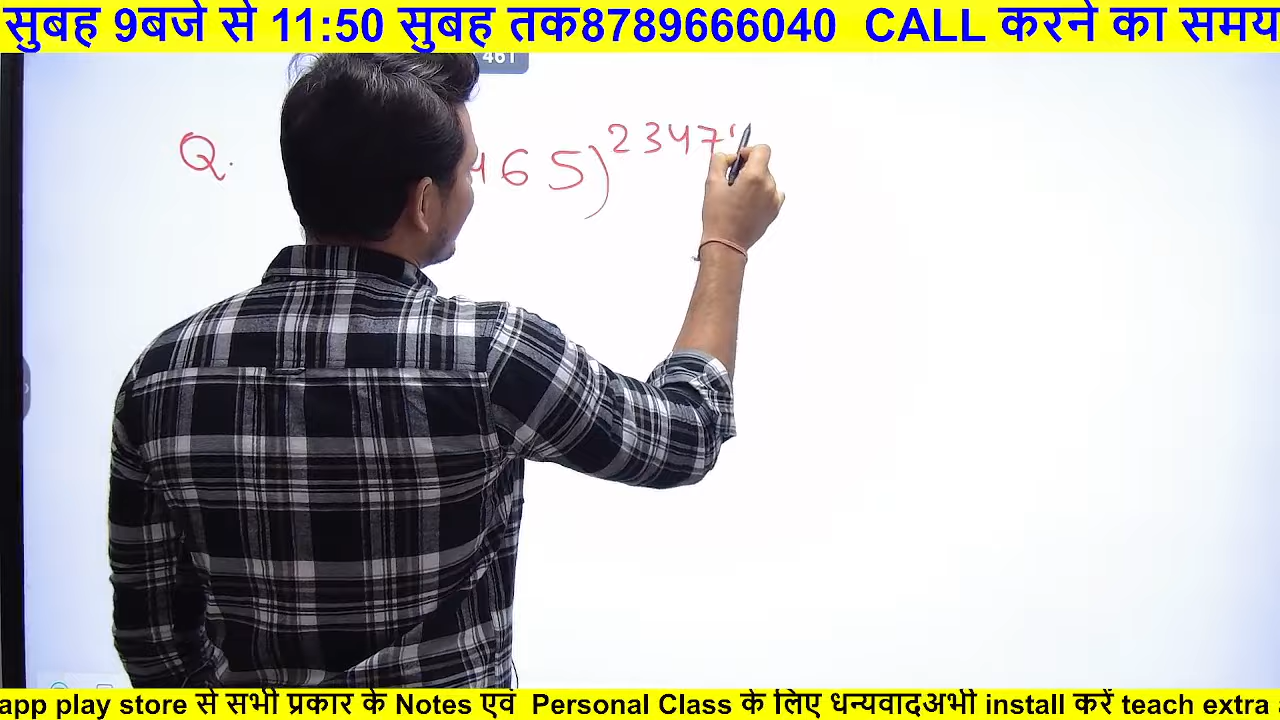 सुबह 9बजे से 11:50 सुबह तक8789666040 CALL करने का समय
461
Q. 465)^2347
app play store से सभी प्रकार के Notes एवं Personal Class के लिए धन्यवादअभी install करें teach extra